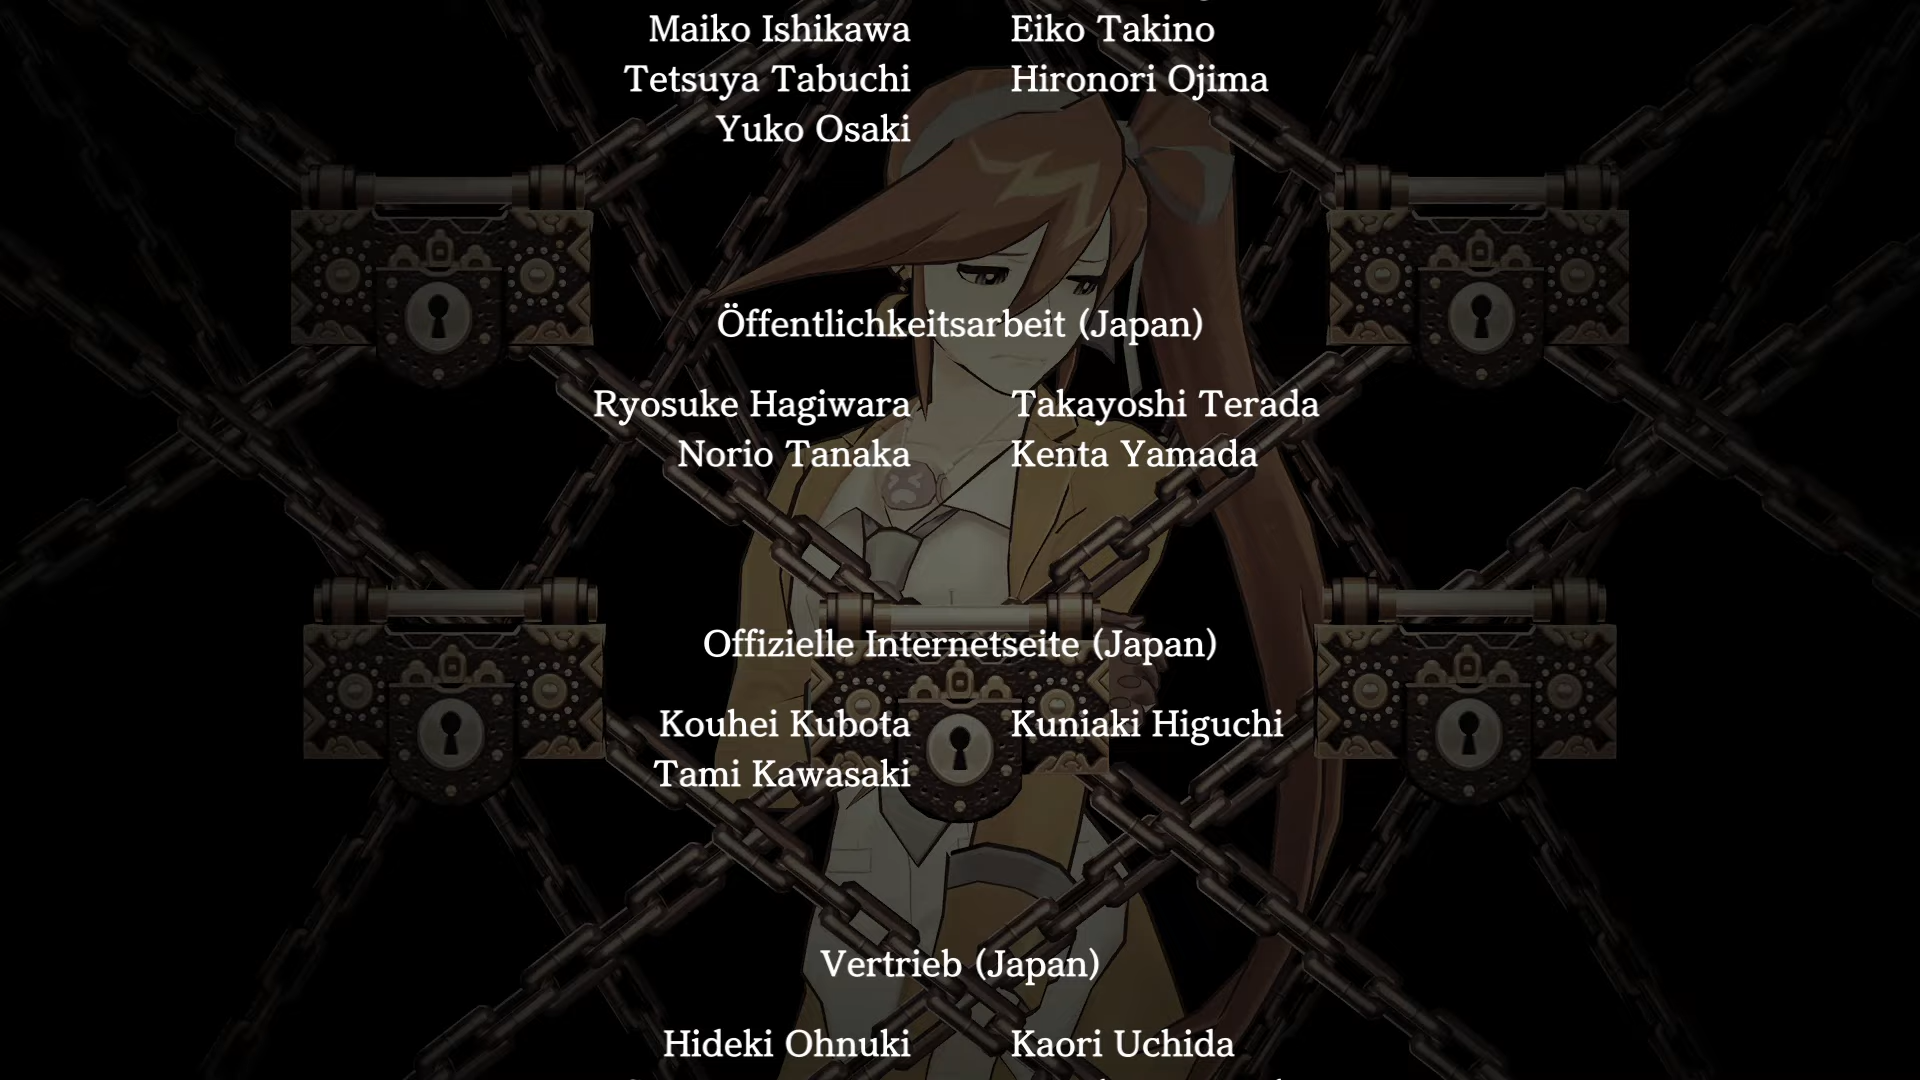 Maiko Ishikawa Eiko Takino
Tetsuya Tabuchi Hironori Ojima
Yuko Osaki
Öffentlichkeitsarbeit (Japan)
Ryosuke Hagiwara Takayoshi Terada
Norio Tanaka Kenta Yamada
Offizielle Internetseite (Japan)
Kouhei Kubota Kuniaki Higuchi
Tami Kawasaki
Vertrieb (Japan)
Hideki Ohnuki Kaori Uchida